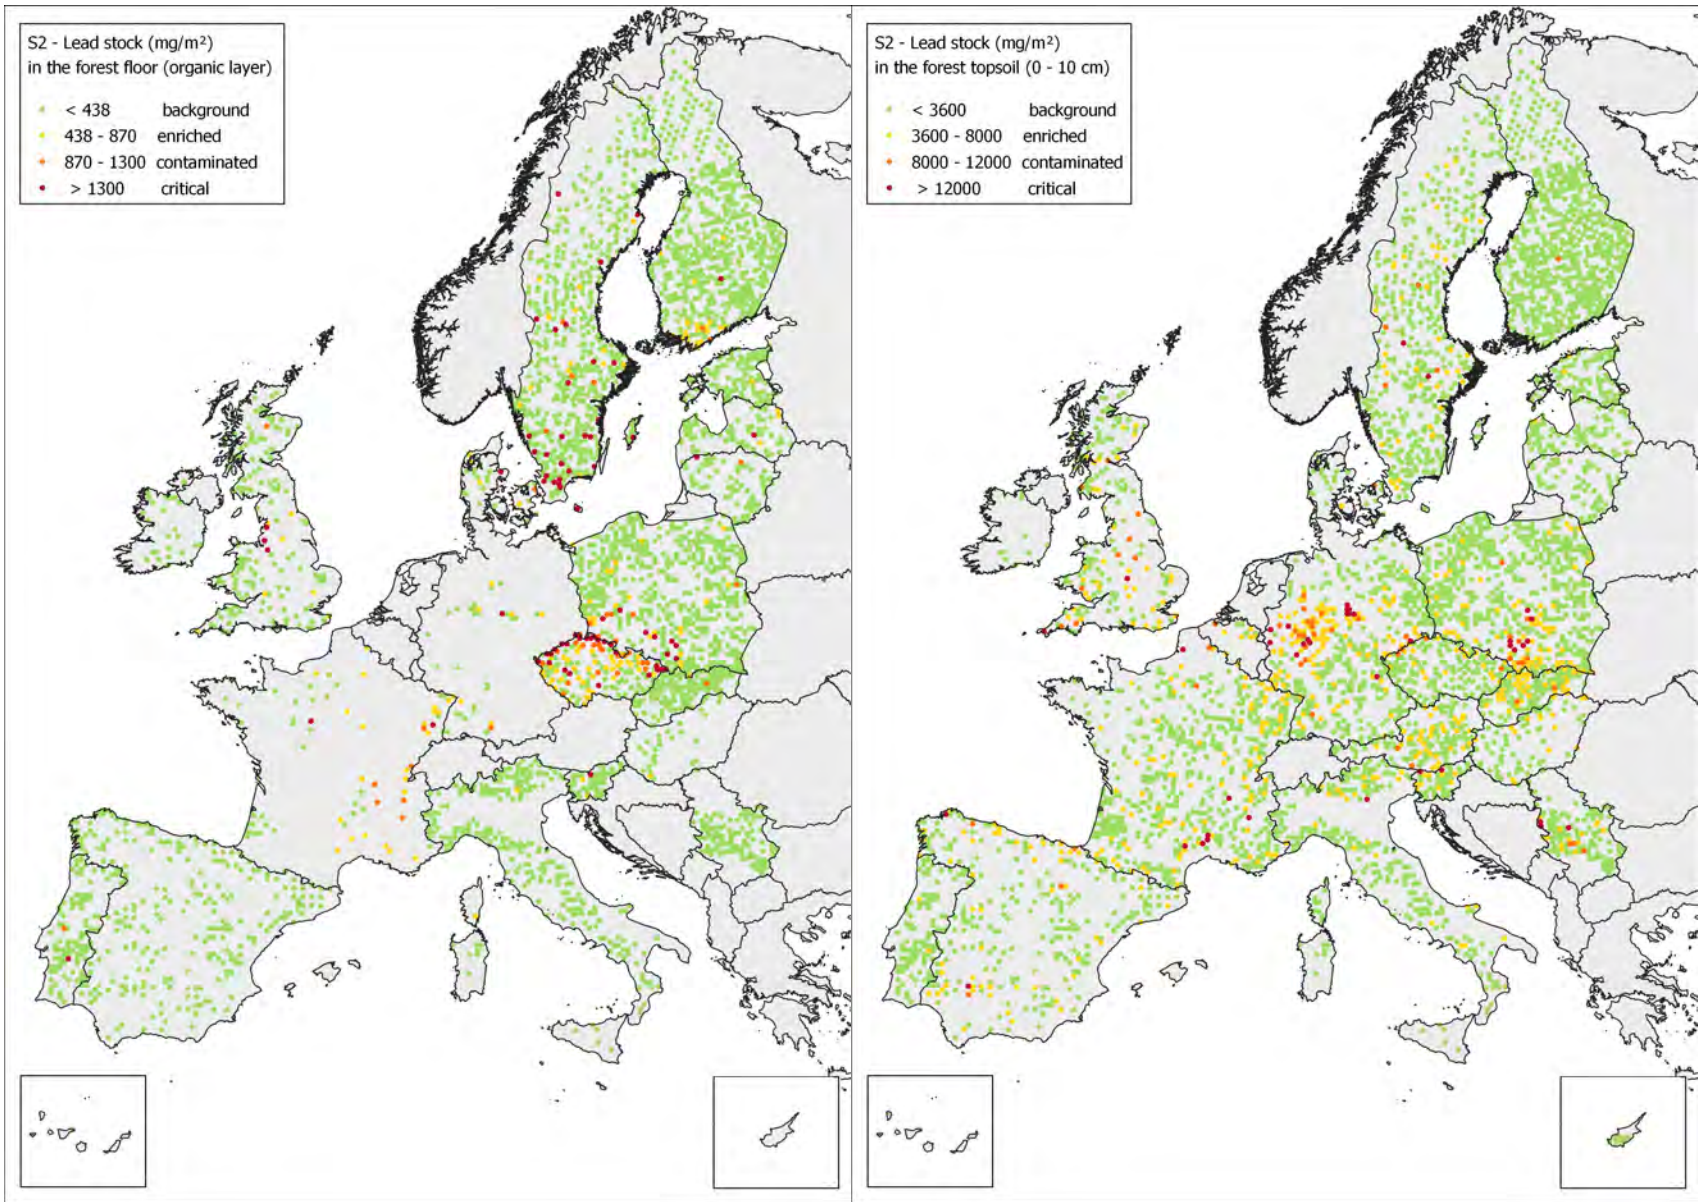 S2 - Lead stock (mg/m²)
in the forest floor (organic layer)
< 438 background
438 - 870 enriched
870 - 1300 contaminated
> 1300 critical
S2 - Lead stock (mg/m²)
in the forest topsoil (0 - 10 cm)
< 3600 background
3600 - 8000 enriched
8000 - 12000 contaminated
> 12000 critical